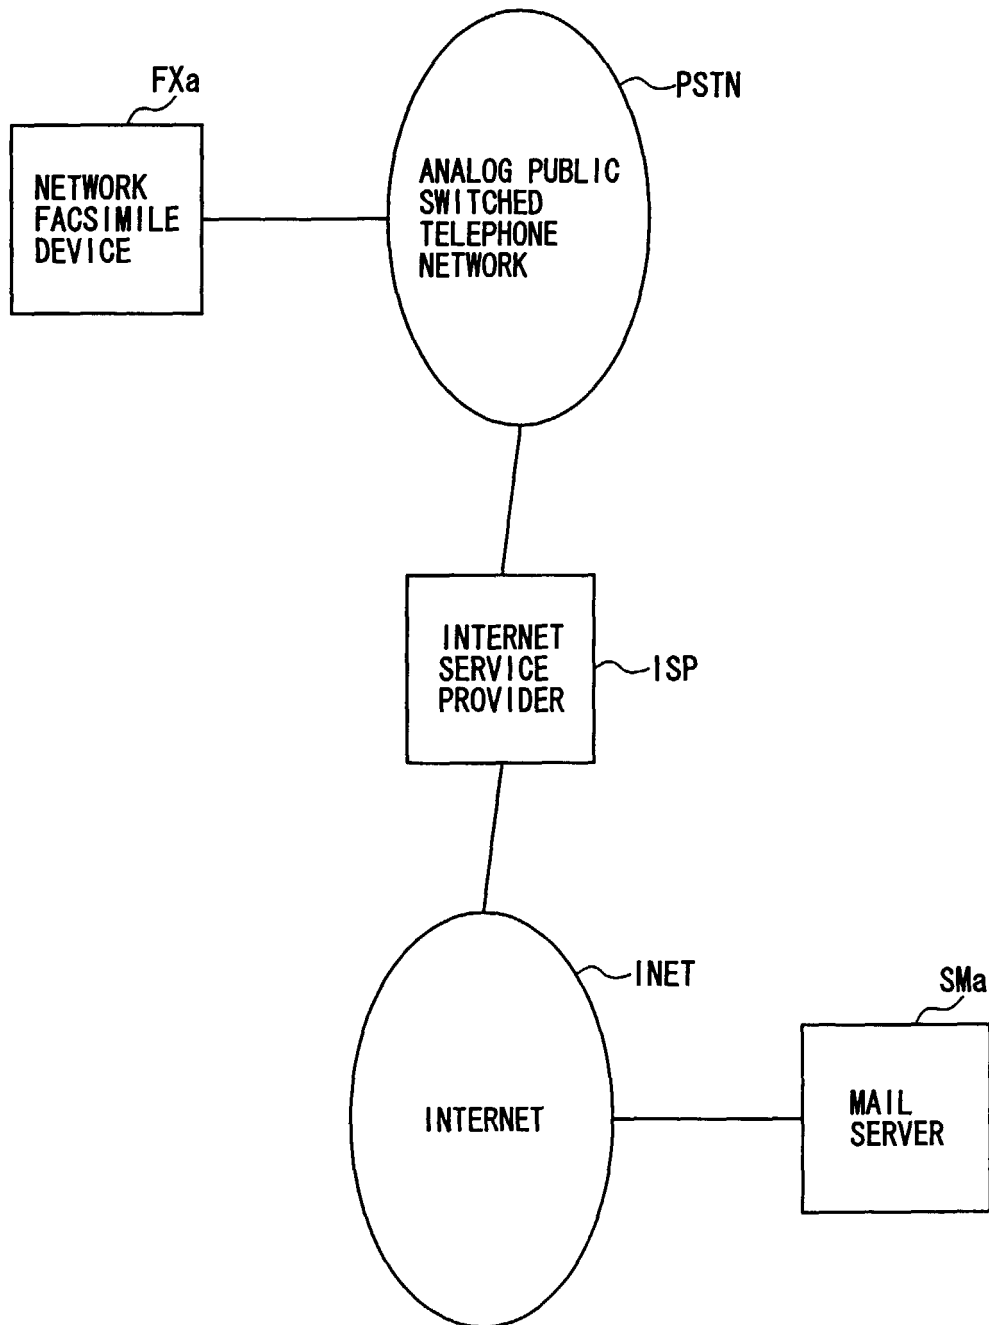 FXa
PSTN
NETWORK
FACSIMILE
DEVICE
ANALOG PUBLIC
SWITCHED
TELEPHONE
NETWORK
INTERNET
SERVICE
PROVIDER
ISP
INET
SMa
INTERNET
MAIL
SERVER